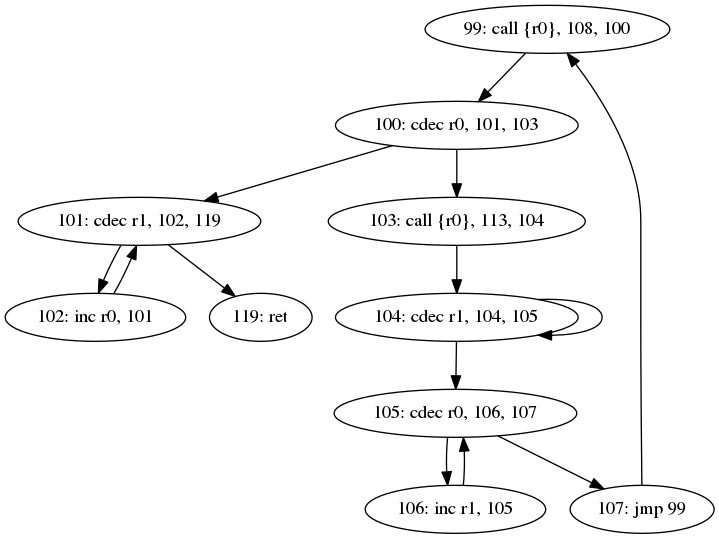 99: call {r0}, 108, 100
100: cdec r0, 101, 103
101: cdec r1, 102, 119
103: call {r0}, 113, 104
102: inc r0, 101
119: ret
104: cdec r1, 104, 105
105: cdec r0, 106, 107
106: inc r1, 105
107: jmp 99